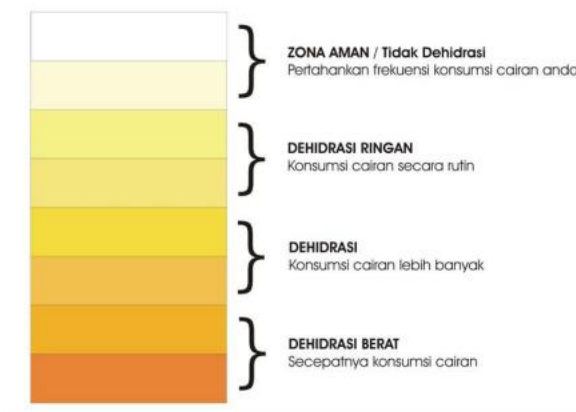 ZONA AMAN / Tidak Dehidrasi
Pertahankan frekuensi konsumsi cairan anda
DEHIDRASI RINGAN
Konsumsi cairan secara rutin
DEHIDRASI
Konsumsi cairan lebih banyak
DEHIDRASI BERAT
Secepatnya konsumsi cairan